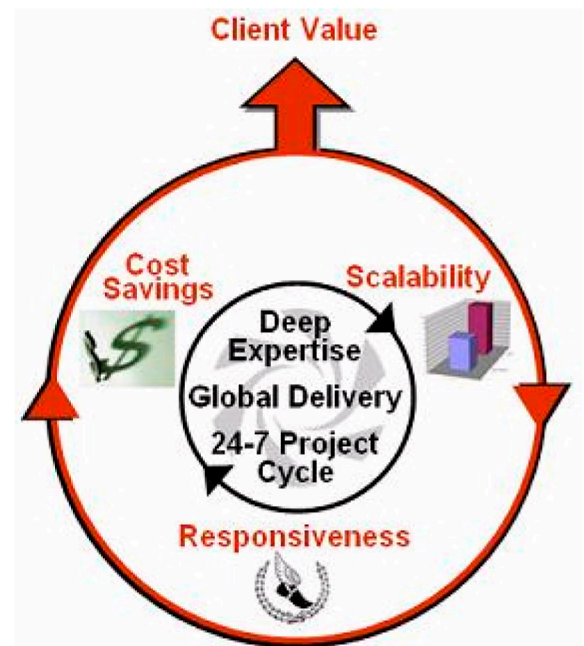 Client Value
Cost
Savings
Scalability
Deep
Expertise
Global Delivery
24-7 Project
Cycle
Responsiveness